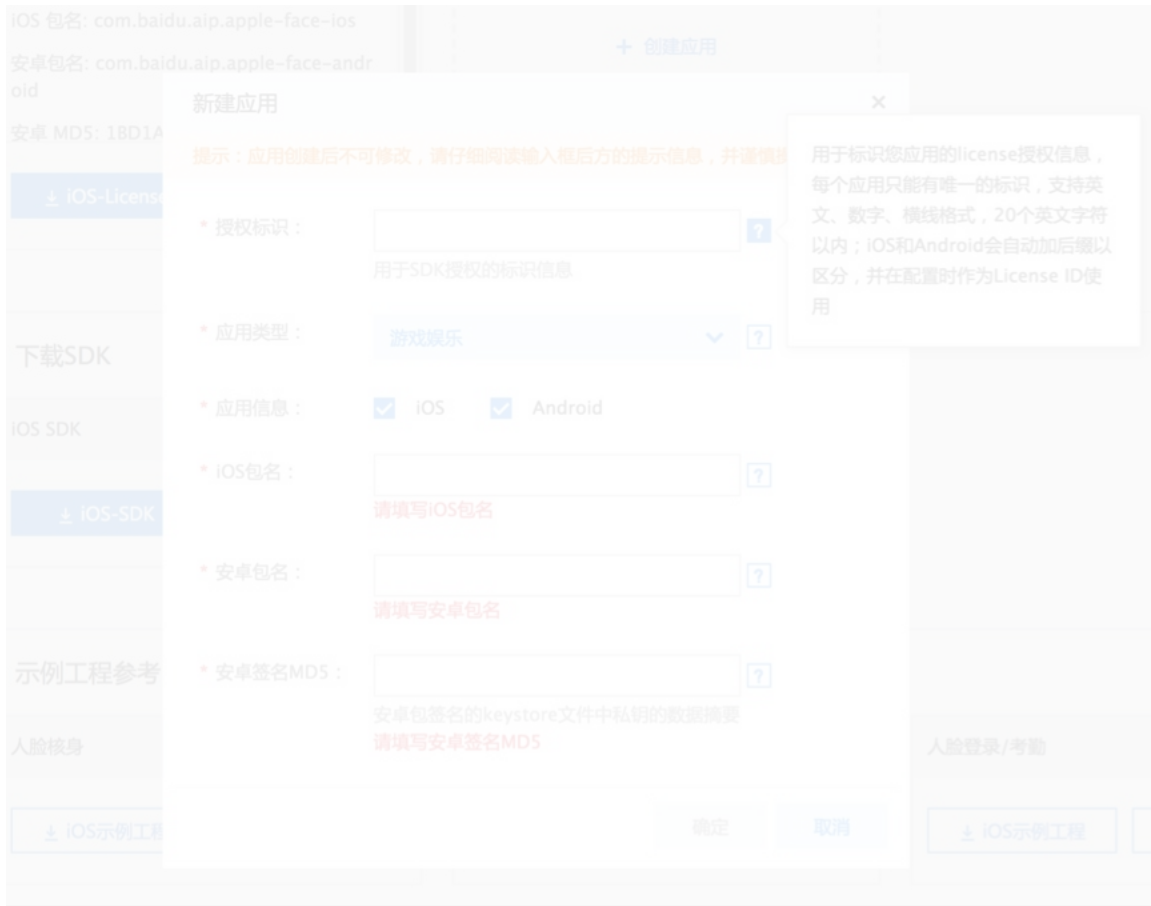 iOS 包名: com.baidu.aip.apple-face-ios
安卓包名: com.baidu.aip.apple-face-andr
oid
安卓 MD5: 18D1A
iOS-License
+ 创建应用
新建应用
×
提示：应用创建后不可修改，请仔细阅读输入框后方的提示信息，并谨慎
* 授权标识：
?
用于SDK授权的标识信息
用于标识您应用的license授权信息，
每个应用只能有唯一的标识，支持英
文、数字、横线格式，20个英文字符
以内；iOS和Android会自动加后缀以
区分，并在配置时作为License ID使
用
* 应用类型：
游戏娱乐
?
* 应用信息：
iOS
Android
* iOS包名：
?
请填写iOS包名
* 安卓包名：
?
请填写安卓包名
* 安卓签名MD5：
?
安卓包签名的keystore文件中私钥的数据摘要
请填写安卓签名MD5
确定
取消
下载SDK
iOS SDK
iOS-SDK
示例工程参考
人脸核身
iOS示例工程
人脸登录/考勤
iOS示例工程